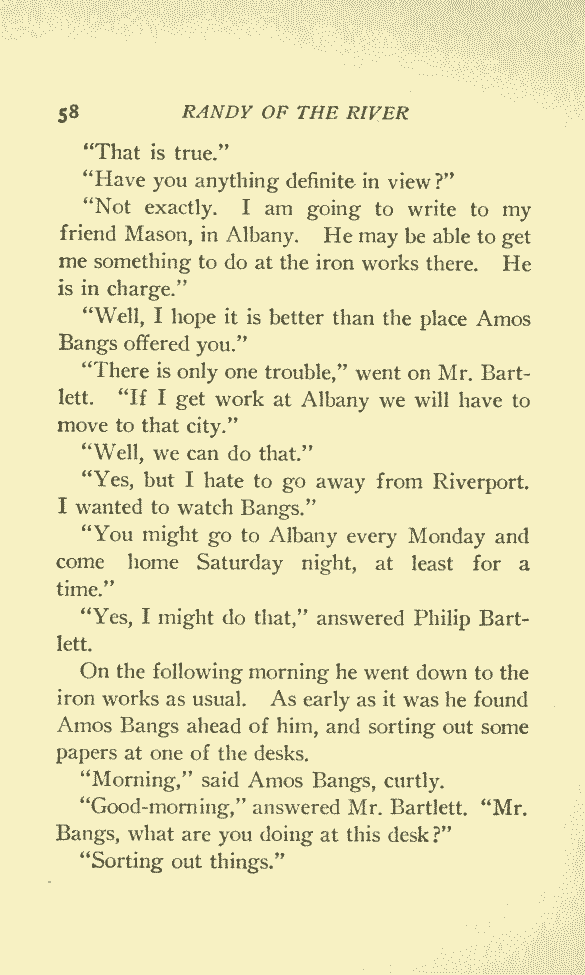 58 RANDY OF THE RIVER
“That is true.”
“Have you anything definite in view?”
“Not exactly. I am going to write to my
friend Mason, in Albany. He may be able to get
me something to do at the iron works there. He
is in charge.”
“Well, I hope it is better than the place Amos
Bangs offered you.”
“There is only one trouble,” went on Mr. Bart-
lett. “If I get work at Albany we will have to
move to that city.”
“Well, we can do that.”
“Yes, but I hate to go away from Riverport.
I wanted to watch Bangs.”
“You might go to Albany every Monday and
come home Saturday night, at least for a
time.”
“Yes, I might do that,” answered Philip Bart-
lett.
On the following morning he went down to the
iron works as usual. As early as it was he found
Amos Bangs ahead of him, and sorting out some
papers at one of the desks.
“Morning,” said Amos Bangs, curtly.
“Good-morning,” answered Mr. Bartlett. “Mr.
Bangs, what are you doing at this desk?”
“Sorting out things.”